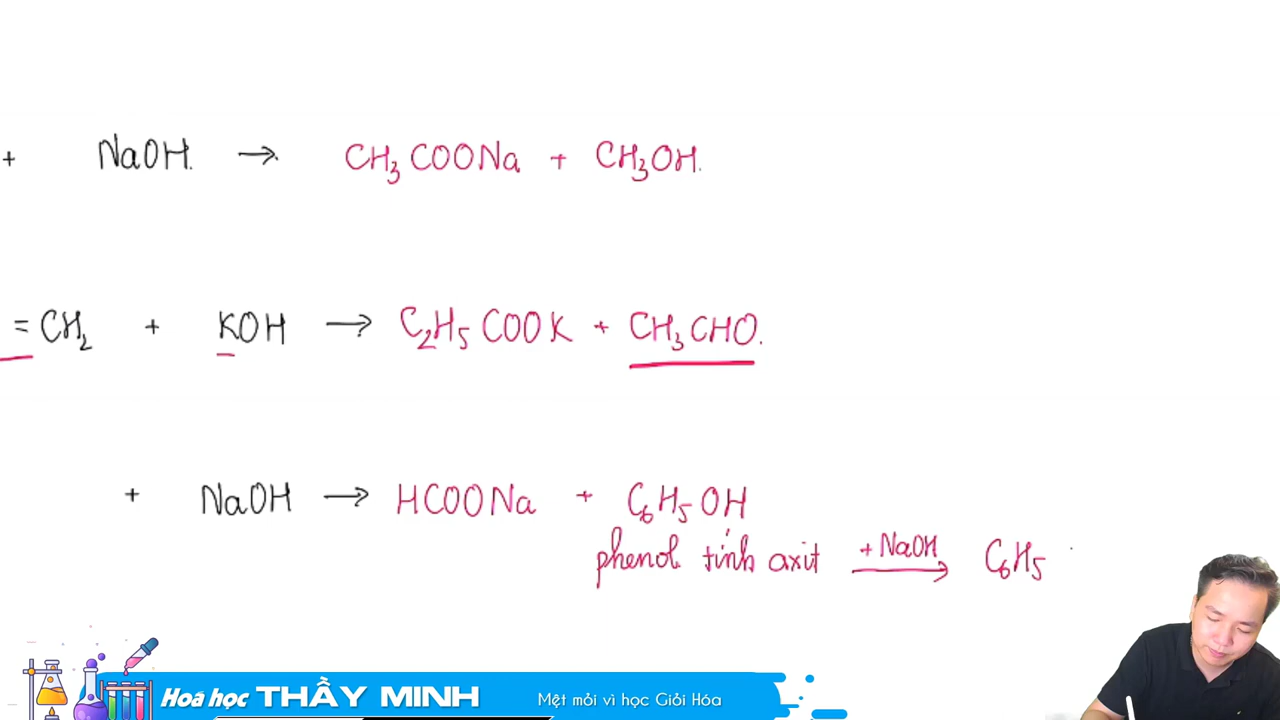 + NaOH. → CH₃COONa + CH₃OH.
=CH₂ + KOH → C₂H₅COOK + CH₃CHO.
+ NaOH → HCOONa + C₆H₅OH
phenol tính axit +NaOH → C₆H₅
Hoá học THẦY MINH Mệt mỏi vì học Giỏi Hóa